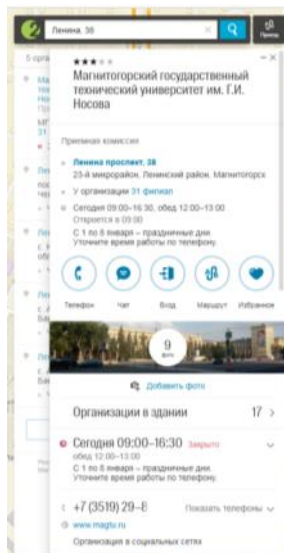 Ленина, 38
Проезд
5 орга
Магнитогорский государственный
технический университет им. Г.И.
Носова
Приемная комиссия
Ленина проспект, 38
23-й микрорайон, Ленинский район, Магнитогорск
У организации 31 филиал
Сегодня 09:00–16:30, обед 12:00–13:00
Откроется в 09:00
С 1 по 8 января – праздничные дни.
Уточните время работы по телефону.
Телефон Чат Вход Маршрут Избранное
9
фото
Добавить фото
Организации в здании 17
Сегодня 09:00–16:30 Закрыто
обед 12:00–13:00
С 1 по 8 января – праздничные дни.
Уточните время работы по телефону.
+7 (3519) 29–8 Показать телефоны
www.magtu.ru
Организация в социальных сетях